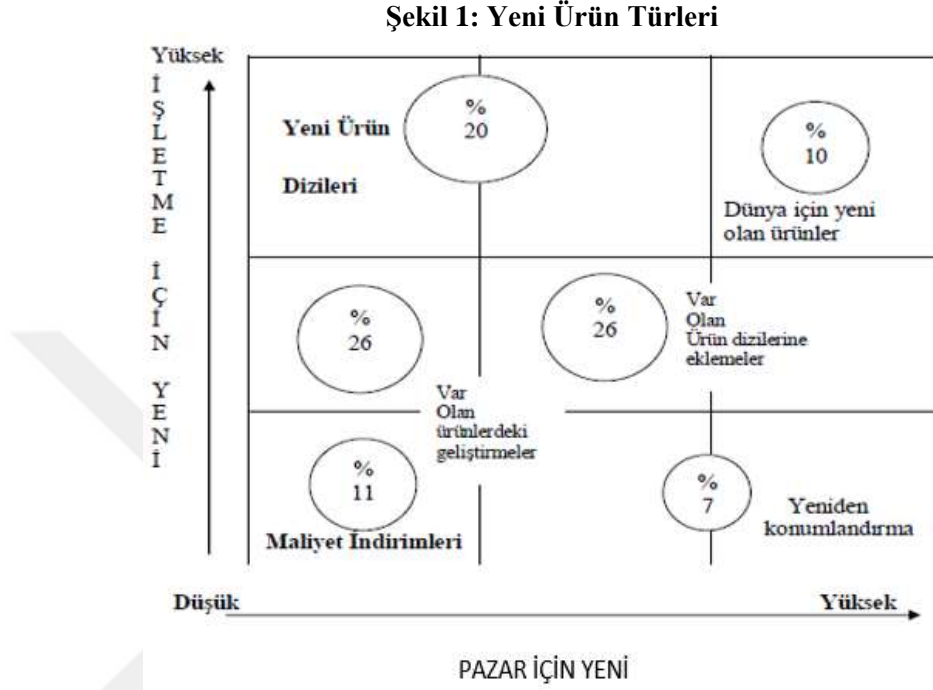 Şekil 1: Yeni Ürün Türleri
Yüksek
İŞLETME İÇİN YENİ
Yeni Ürün
Dizileri
%
20
%
10
Dünya için yeni
olan ürünler
%
26
%
26
Var
Olan
Ürün dizilerine
eklemeler
Var
Olan
ürünlerdeki
geliştirmeler
%
11
Maliyet İndirimleri
%
7
Yeniden
konumlandırma
Düşük
Yüksek
PAZAR İÇİN YENİ